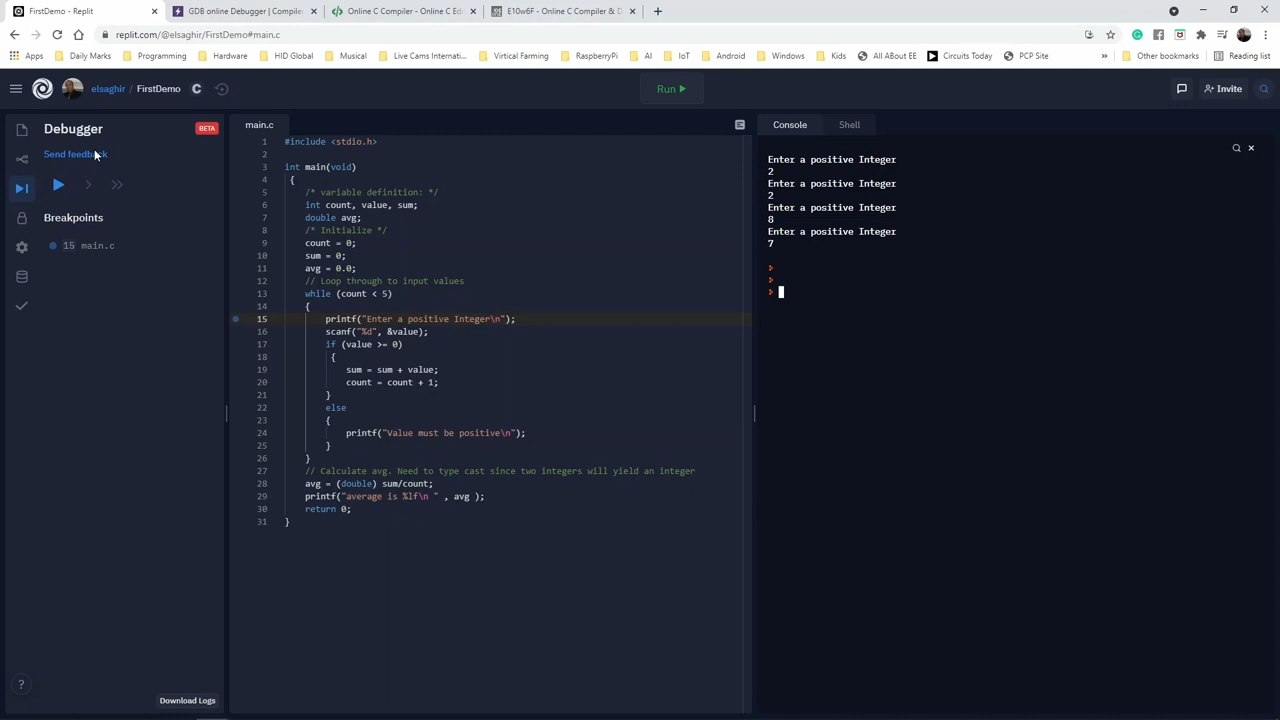 FirstDemo - Replit
GDB online Debugger | Compiler
Online C Compiler - Online C Edi
E10w6F - Online C Compiler & D
replit.com/@elsaghir/FirstDemo#main.c
Apps
Daily Marks
Programming
Hardware
HID Global
Musical
Live Cams Internati...
Virtual Farming
RaspberryPi
AI
IoT
Android
Windows
Kids
All ABout EE
Circuits Today
PCP Site
»
Other bookmarks
Reading list
elsaghir / FirstDemo
C
Run
Invite
Debugger
BETA
Send feedback
Breakpoints
15 main.c
?
Download Logs
main.c
1 #include <stdio.h>
2
3 int main(void)
4 {
5 /* variable definition: */
6 int count, value, sum;
7 double avg;
8 /* Initialize */
9 count = 0;
10 sum = 0;
11 avg = 0.0;
12 // Loop through to input values
13 while (count < 5)
14 {
15 printf("Enter a positive Integer\n");
16 scanf("%d", &value);
17 if (value >= 0)
18 {
19 sum = sum + value;
20 count = count + 1;
21 }
22 else
23 {
24 printf("Value must be positive\n");
25 }
26 }
27 // Calculate avg. Need to type cast since two integers will yield an integer
28 avg = (double) sum/count;
29 printf("average is %lf\n " , avg );
30 return 0;
31 }
Console
Shell
Enter a positive Integer
2
Enter a positive Integer
2
Enter a positive Integer
8
Enter a positive Integer
7